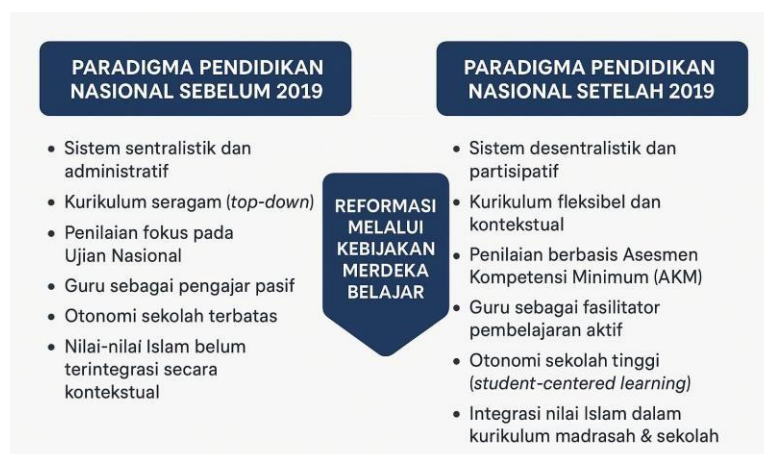 PARADIGMA PENDIDIKAN
NASIONAL SEBELUM 2019
• Sistem sentralistik dan
administratif
• Kurikulum seragam (top-down)
• Penilaian fokus pada
Ujian Nasional
• Guru sebagai pengajar pasif
• Otonomi sekolah terbatas
• Nilai-nilai Islam belum
terintegrasi secara
kontekstual
REFORMASI
MELALUI
KEBIJAKAN
MERDEKA
BELAJAR
PARADIGMA PENDIDIKAN
NASIONAL SETELAH 2019
• Sistem desentralistik dan
partisipatif
• Kurikulum fleksibel dan
kontekstual
• Penilaian berbasis Asesmen
Kompetensi Minimum (AKM)
• Guru sebagai fasilitator
pembelajaran aktif
• Otonomi sekolah tinggi
(student-centered learning)
• Integrasi nilai Islam dalam
kurikulum madrasah & sekolah